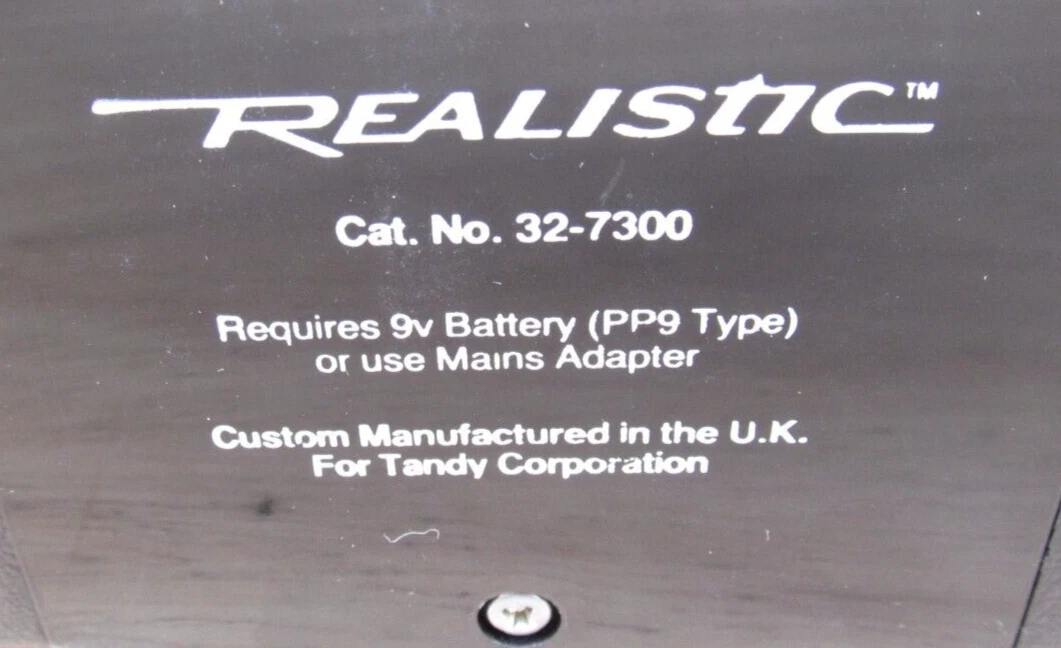 REALISTIC™
Cat. No. 32-7300
Requires 9v Battery (PP9 Type)
or use Mains Adapter
Custom Manufactured in the U.K.
For Tandy Corporation